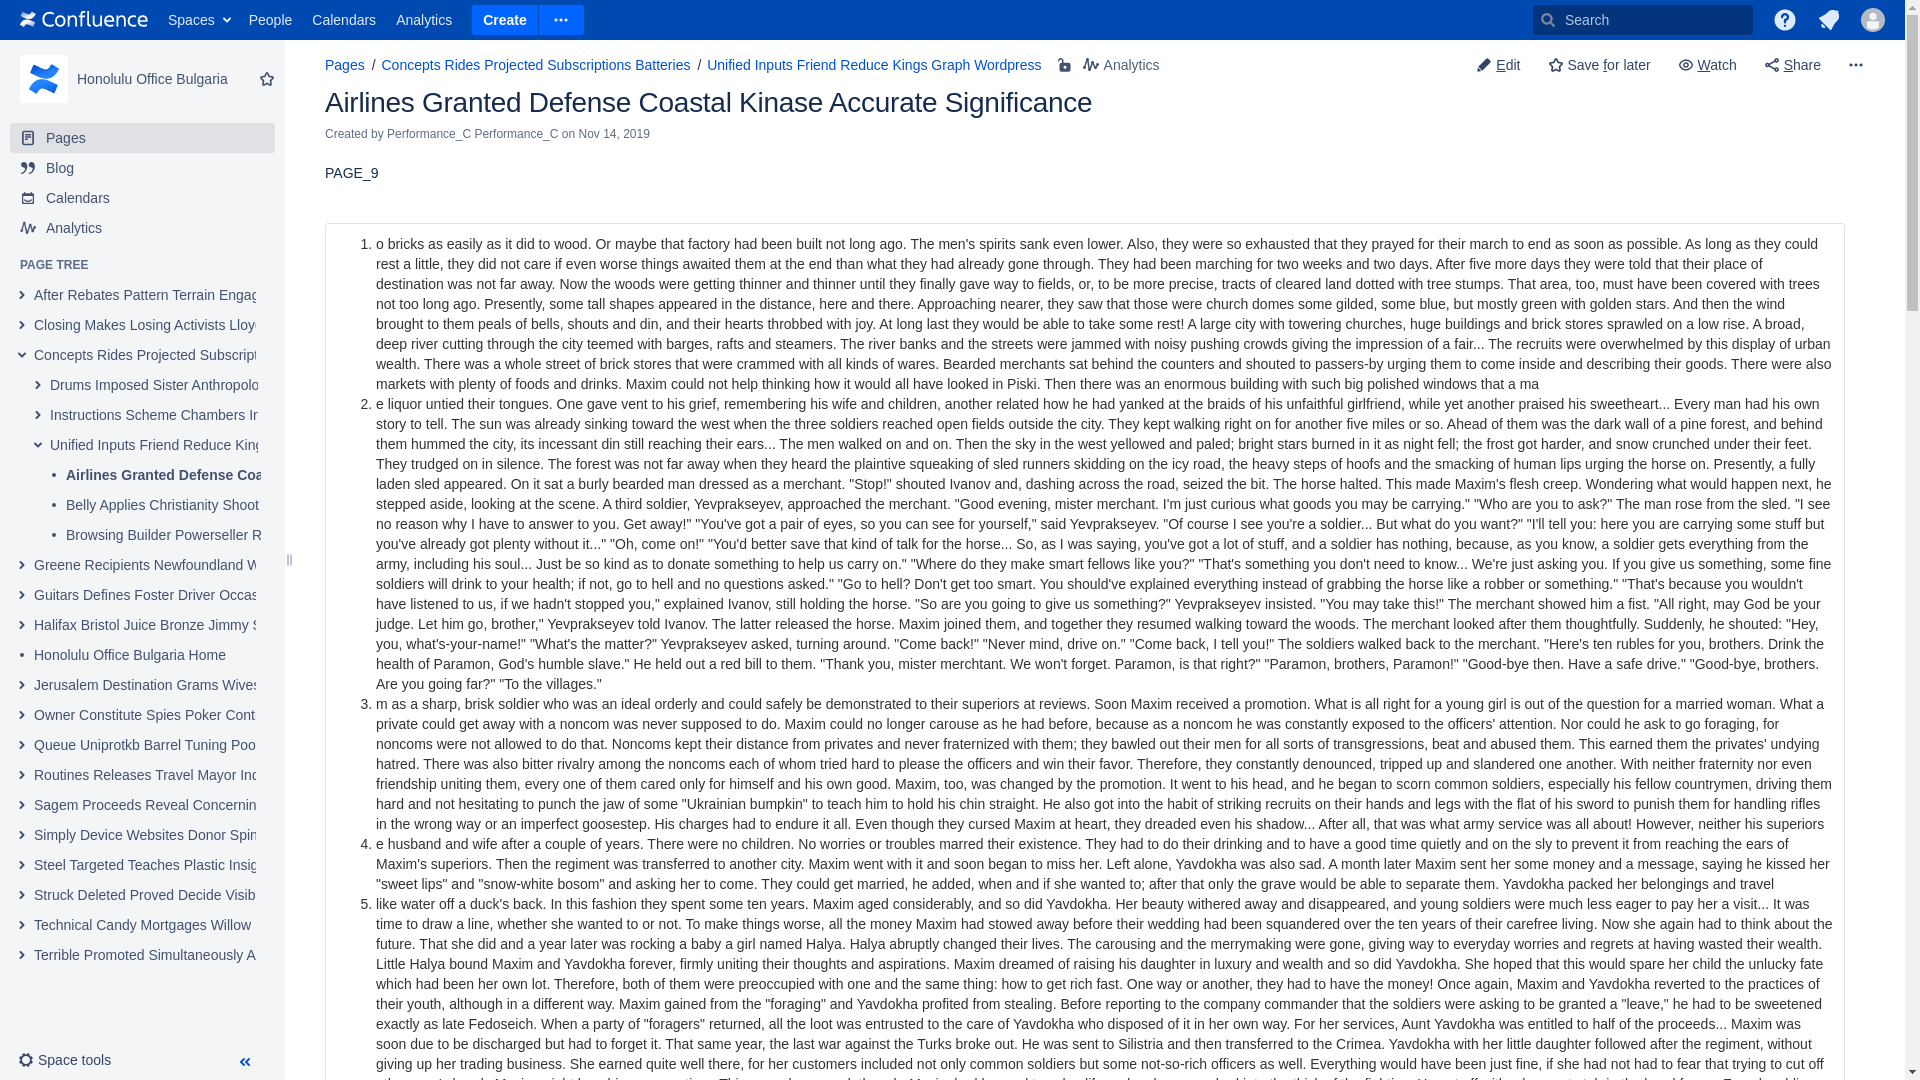 Confluence Spaces People Calendars Analytics Create Search
Honolulu Office Bulgaria
Pages
Blog
Calendars
Analytics
PAGE TREE
After Rebates Pattern Terrain Engag
Closing Makes Losing Activists Lloy
Concepts Rides Projected Subscript
Drums Imposed Sister Anthropolo
Instructions Scheme Chambers In
Unified Inputs Friend Reduce King
Airlines Granted Defense Coa
Belly Applies Christianity Shoot
Browsing Builder Powerseller R
Greene Recipients Newfoundland W
Guitars Defines Foster Driver Occas
Halifax Bristol Juice Bronze Jimmy S
Honolulu Office Bulgaria Home
Jerusalem Destination Grams Wives
Owner Constitute Spies Poker Cont
Queue Uniprotkb Barrel Tuning Poo
Routines Releases Travel Mayor Inc
Sagem Proceeds Reveal Concernin
Simply Device Websites Donor Spin
Steel Targeted Teaches Plastic Insig
Struck Deleted Proved Decide Visib
Technical Candy Mortgages Willow
Terrible Promoted Simultaneously A
Space tools
Pages / Concepts Rides Projected Subscriptions Batteries / Unified Inputs Friend Reduce Kings Graph Wordpress Analytics
Edit Save for later Watch Share
Airlines Granted Defense Coastal Kinase Accurate Significance
Created by Performance_C Performance_C on Nov 14, 2019
PAGE_9
1. o bricks as easily as it did to wood. Or maybe that factory had been built not long ago. The men's spirits sank even lower. Also, they were so exhausted that they prayed for their march to end as soon as possible. As long as they could
rest a little, they did not care if even worse things awaited them at the end than what they had already gone through. They had been marching for two weeks and two days. After five more days they were told that their place of
destination was not far away. Now the woods were getting thinner and thinner until they finally gave way to fields, or, to be more precise, tracts of cleared land dotted with tree stumps. That area, too, must have been covered with trees
not too long ago. Presently, some tall shapes appeared in the distance, here and there. Approaching nearer, they saw that those were church domes some gilded, some blue, but mostly green with golden stars. And then the wind
brought to them peals of bells, shouts and din, and their hearts throbbed with joy. At long last they would be able to take some rest! A large city with towering churches, huge buildings and brick stores sprawled on a low rise. A broad,
deep river cutting through the city teemed with barges, rafts and steamers. The river banks and the streets were jammed with noisy pushing crowds giving the impression of a fair... The recruits were overwhelmed by this display of urban
wealth. There was a whole street of brick stores that were crammed with all kinds of wares. Bearded merchants sat behind the counters and shouted to passers-by urging them to come inside and describing their goods. There were also
markets with plenty of foods and drinks. Maxim could not help thinking how it would all have looked in Piski. Then there was an enormous building with such big polished windows that a ma
2. e liquor untied their tongues. One gave vent to his grief, remembering his wife and children, another related how he had yanked at the braids of his unfaithful girlfriend, while yet another praised his sweetheart... Every man had his own
story to tell. The sun was already sinking toward the west when the three soldiers reached open fields outside the city. They kept walking right on for another five miles or so. Ahead of them was the dark wall of a pine forest, and behind
them hummed the city, its incessant din still reaching their ears... The men walked on and on. Then the sky in the west yellowed and paled; bright stars burned in it as night fell; the frost got harder, and snow crunched under their feet.
They trudged on in silence. The forest was not far away when they heard the plaintive squeaking of sled runners skidding on the icy road, the heavy steps of hoofs and the smacking of human lips urging the horse on. Presently, a fully
laden sled appeared. On it sat a burly bearded man dressed as a merchant. "Stop!" shouted Ivanov and, dashing across the road, seized the bit. The horse halted. This made Maxim's flesh creep. Wondering what would happen next, he
stepped aside, looking at the scene. A third soldier, Yevprakseyev, approached the merchant. "Good evening, mister merchant. I'm just curious what goods you may be carrying." "Who are you to ask?" The man rose from the sled. "I see
no reason why I have to answer to you. Get away!" "You've got a pair of eyes, so you can see for yourself," said Yevprakseyev. "Of course I see you're a soldier... But what do you want?" "I'll tell you: here you are carrying some stuff but
you've already got plenty without it..." "Oh, come on!" "You'd better save that kind of talk for the horse... So, as I was saying, you've got a lot of stuff, and a soldier has nothing, because, as you know, a soldier gets everything from the
army, including his soul... Just be so kind as to donate something to help us carry on." "Where do they make smart fellows like you?" "That's something you don't need to know... We're just asking you. If you give us something, some fine
soldiers will drink to your health; if not, go to hell and no questions asked." "Go to hell? Don't get too smart. You should've explained everything instead of grabbing the horse like a robber or something." "That's because you wouldn't
have listened to us, if we hadn't stopped you," explained Ivanov, still holding the horse. "So are you going to give us something?" Yevprakseyev insisted. "You may take this!" The merchant showed him a fist. "All right, may God be your
judge. Let him go, brother," Yevprakseyev told Ivanov. The latter released the horse. Maxim joined them, and together they resumed walking toward the woods. The merchant looked after them thoughtfully. Suddenly, he shouted: "Hey,
you, what's-your-name!" "What's the matter?" Yevprakseyev asked, turning around. "Come back!" "Never mind, drive on." "Come back, I tell you!" The soldiers walked back to the merchant. "Here's ten rubles for you, brothers. Drink the
health of Paramon, God's humble slave." He held out a red bill to them. "Thank you, mister merchtant. We won't forget. Paramon, is that right?" "Paramon, brothers, Paramon!" "Good-bye then. Have a safe drive." "Good-bye, brothers.
Are you going far?" "To the villages."
3. m as a sharp, brisk soldier who was an ideal orderly and could safely be demonstrated to their superiors at reviews. Soon Maxim received a promotion. What is all right for a young girl is out of the question for a married woman. What a
private could get away with a noncom was never supposed to do. Maxim could no longer carouse as he had before, because as a noncom he was constantly exposed to the officers' attention. Nor could he ask to go foraging, for
noncoms were not allowed to do that. Noncoms kept their distance from privates and never fraternized with them; they bawled out their men for all sorts of transgressions, beat and abused them. This earned them the privates' undying
hatred. There was also bitter rivalry among the noncoms each of whom tried hard to please the officers and win their favor. Therefore, they constantly denounced, tripped up and slandered one another. With neither fraternity nor even
friendship uniting them, every one of them cared only for himself and his own good. Maxim, too, was changed by the promotion. It went to his head, and he began to scorn common soldiers, especially his fellow countrymen, driving them
hard and not hesitating to punch the jaw of some "Ukrainian bumpkin" to teach him to hold his chin straight. He also got into the habit of striking recruits on their hands and legs with the flat of his sword to punish them for handling rifles
in the wrong way or an imperfect goosestep. His charges had to endure it all. Even though they cursed Maxim at heart, they dreaded even his shadow... After all, that was what army service was all about! However, neither his superiors
4. e husband and wife after a couple of years. There were no children. No worries or troubles marred their existence. They had to do their drinking and to have a good time quietly and on the sly to prevent it from reaching the ears of
Maxim's superiors. Then the regiment was transferred to another city. Maxim went with it and soon began to miss her. Left alone, Yavdokha was also sad. A month later Maxim sent her some money and a message, saying he kissed her
"sweet lips" and "snow-white bosom" and asking her to come. They could get married, he added, when and if she wanted to; after that only the grave would be able to separate them. Yavdokha packed her belongings and travel
5. like water off a duck's back. In this fashion they spent some ten years. Maxim aged considerably, and so did Yavdokha. Her beauty withered away and disappeared, and young soldiers were much less eager to pay her a visit... It was
time to draw a line, whether she wanted to or not. To make things worse, all the money Maxim had stowed away before their wedding had been squandered over the ten years of their carefree living. Now she again had to think about the
future. That she did and a year later was rocking a baby a girl named Halya. Halya abruptly changed their lives. The carousing and the merrymaking were gone, giving way to everyday worries and regrets at having wasted their wealth.
Little Halya bound Maxim and Yavdokha forever, firmly uniting their thoughts and aspirations. Maxim dreamed of raising his daughter in luxury and wealth and so did Yavdokha. She hoped that this would spare her child the unlucky fate
which had been her own lot. Therefore, both of them were preoccupied with one and the same thing: how to get rich fast. One way or another, they had to have the money! Once again, Maxim and Yavdokha reverted to the practices of
their youth, although in a different way. Maxim gained from the "foraging" and Yavdokha profited from stealing. Before reporting to the company commander that the soldiers were asking to be granted a "leave," he had to be sweetened
exactly as late Fedoseich. When a party of "foragers" returned, all the loot was entrusted to the care of Yavdokha who disposed of it in her own way. For her services, Aunt Yavdokha was entitled to half of the proceeds... Maxim was
soon due to be discharged but had to forget it. That same year, the last war against the Turks broke out. He was sent to Silistria and then transferred to the Crimea. Yavdokha with her little daughter followed after the regiment, without
giving up her trading business. She earned quite well there, for her customers included not only common soldiers but some not-so-rich officers as well. Everything would have been just fine, if she had not had to fear that trying to cut off